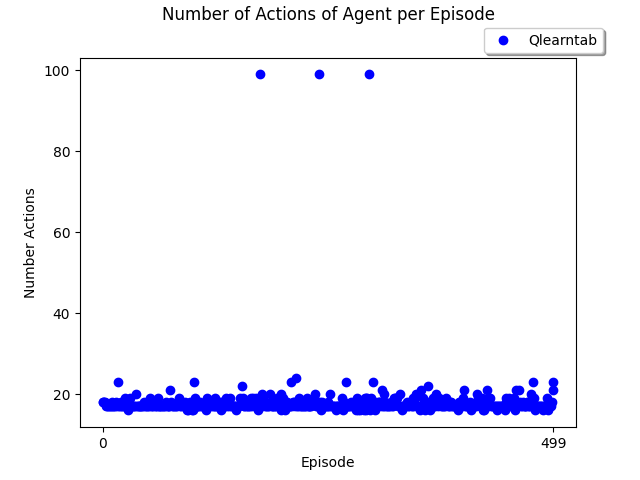 Number of Actions of Agent per Episode
Qlearntab
100
80
60
40
20
Number Actions
0
499
Episode